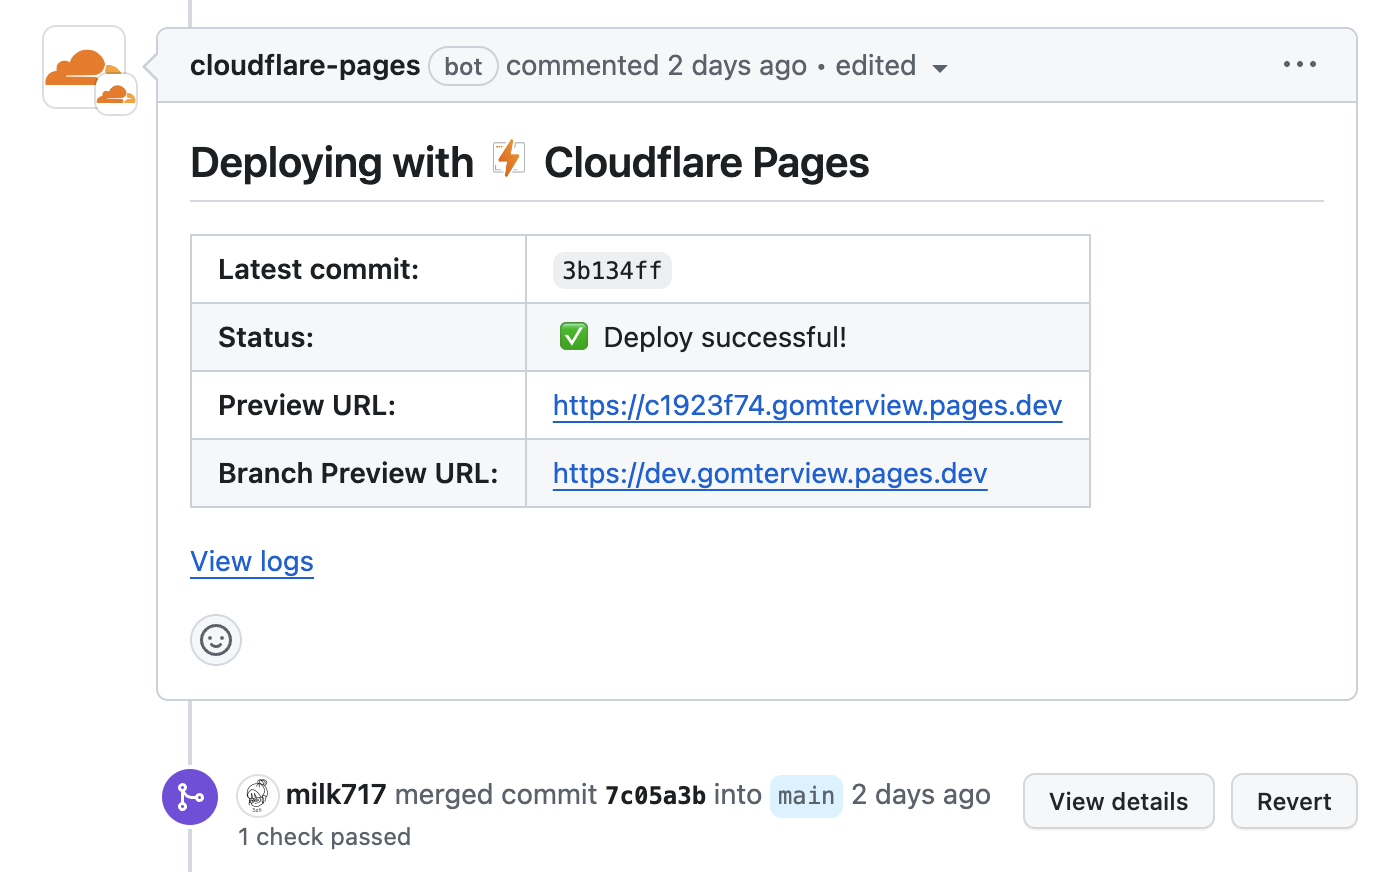 cloudflare-pages bot commented 2 days ago • edited
Deploying with Cloudflare Pages
Latest commit: 3b134ff
Status: ✅ Deploy successful!
Preview URL: https://c1923f74.gomterview.pages.dev
Branch Preview URL: https://dev.gomterview.pages.dev
View logs
milk717 merged commit 7c05a3b into main 2 days ago View details Revert
1 check passed